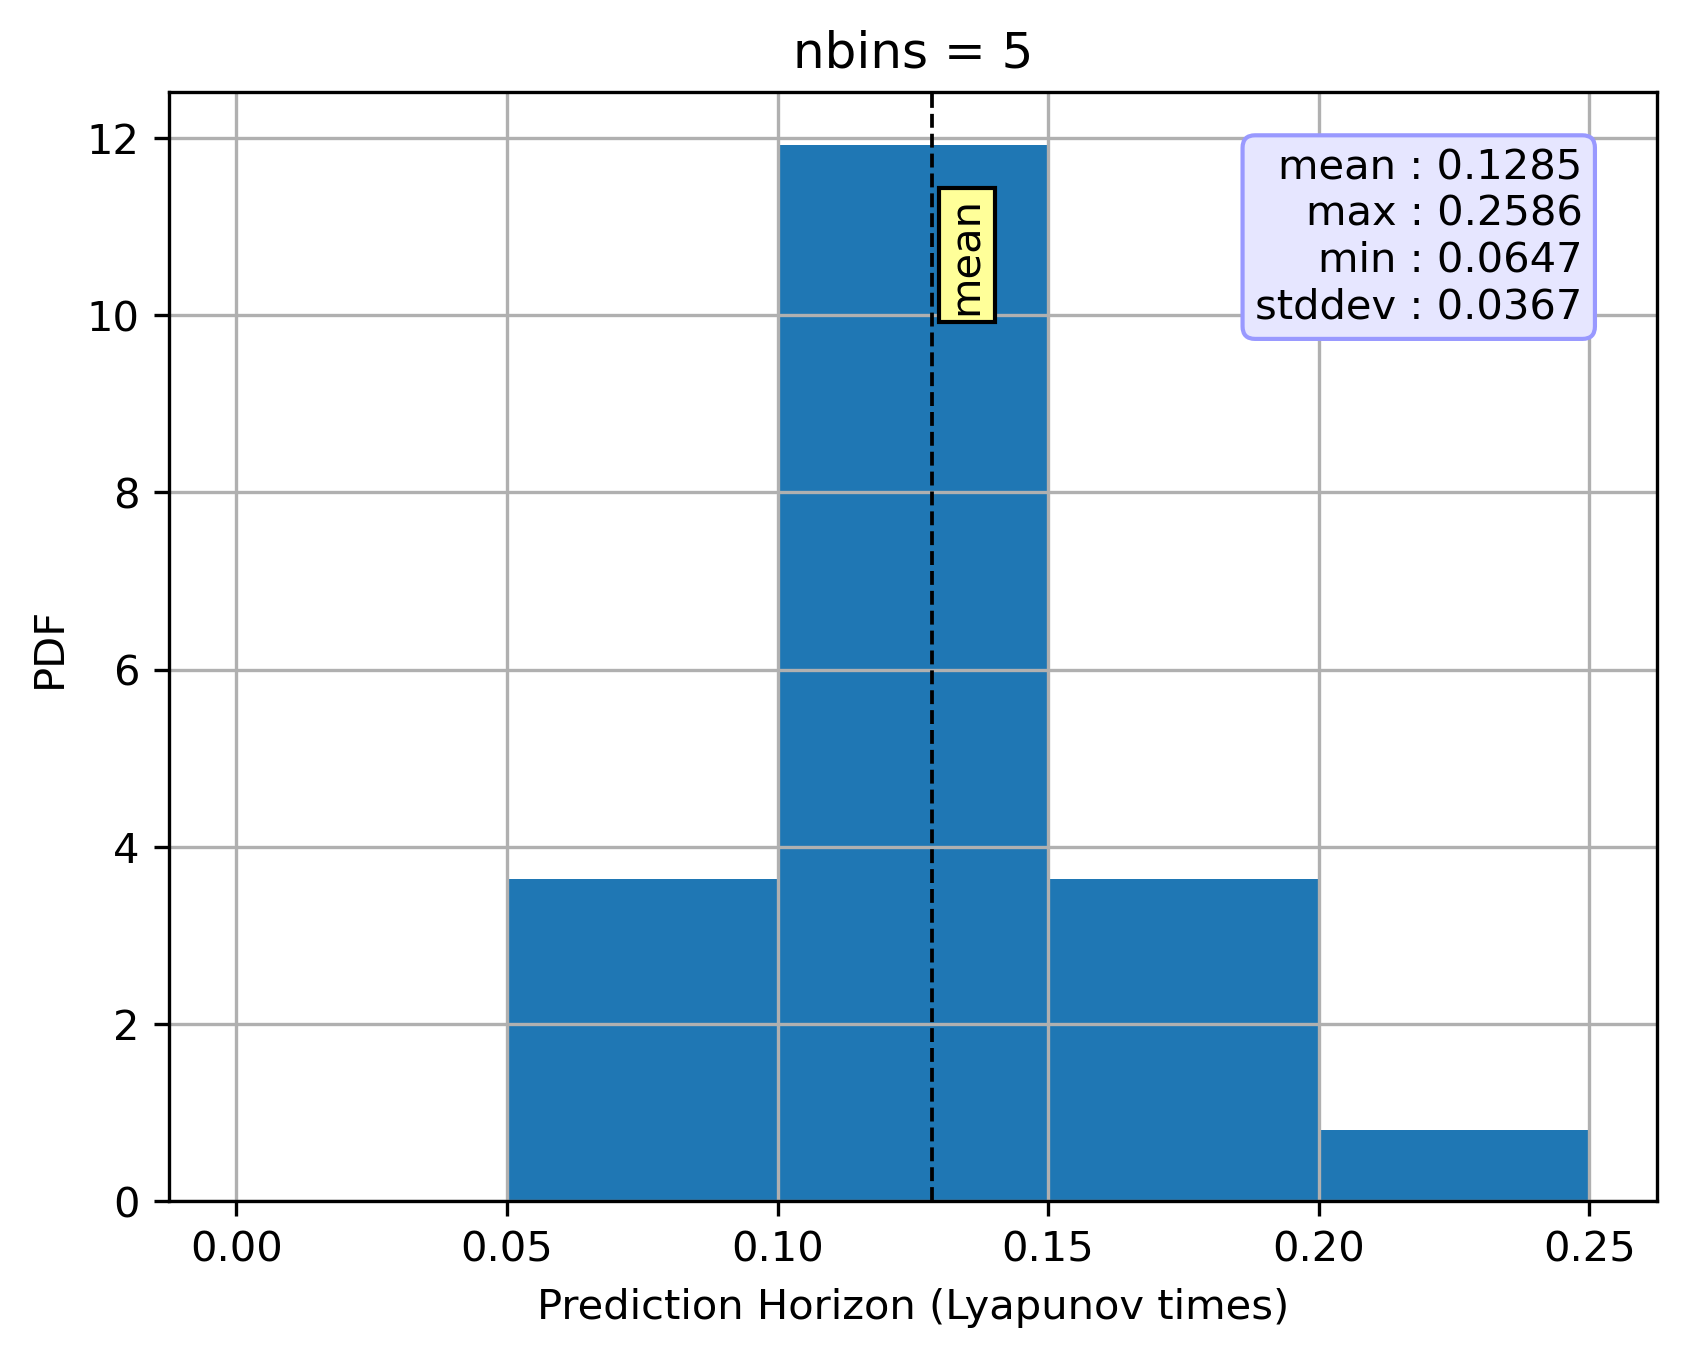 nbins = 5
12
10
8
6
4
2
0
PDF
mean
mean : 0.1285
max : 0.2586
min : 0.0647
stddev : 0.0367
0.00 0.05 0.10 0.15 0.20 0.25
Prediction Horizon (Lyapunov times)